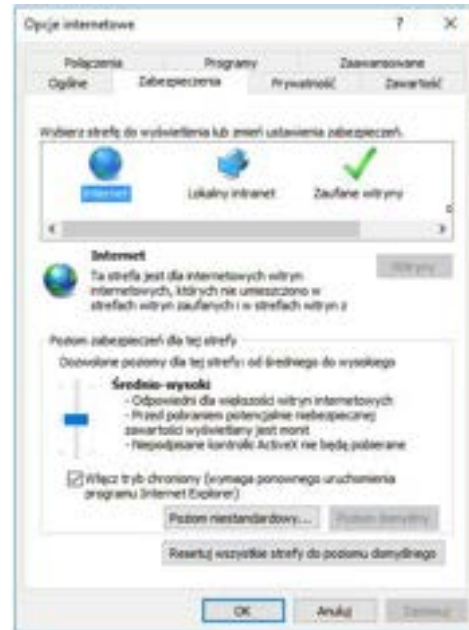 Opcje internetowe ? ×
Połączenia Programy Zaawansowane
Ogólne Zabezpieczenia Prywatność Zawartość
Wybierz strefę do wyświetlenia lub zmień ustawienia zabezpieczeń.
Internet Lokalny intranet Zaufane witryny
Internet
Ta strefa jest dla internetowych witryn
internetowych, których nie umieszczono w
strefach witryn zaufanych i w strefach witryn z
Witryny
Poziom zabezpieczeń dla tej strefy
Dozwolone poziomy dla tej strefy: od średniego do wysokiego
Średnio-wysoki
- Odpowiedni dla większości witryn internetowych
- Przed pobraniem potencjalnie niebezpiecznej
zawartości wyświetlany jest monit
- Niepodpisane kontrolki ActiveX nie będą pobierane
Włącz tryb chroniony (wymaga ponownego uruchomienia
programu Internet Explorer)
Poziom niestandardowy... Poziom domyślny
Resetuj wszystkie strefy do poziomu domyślnego
OK Anuluj Zastosuj